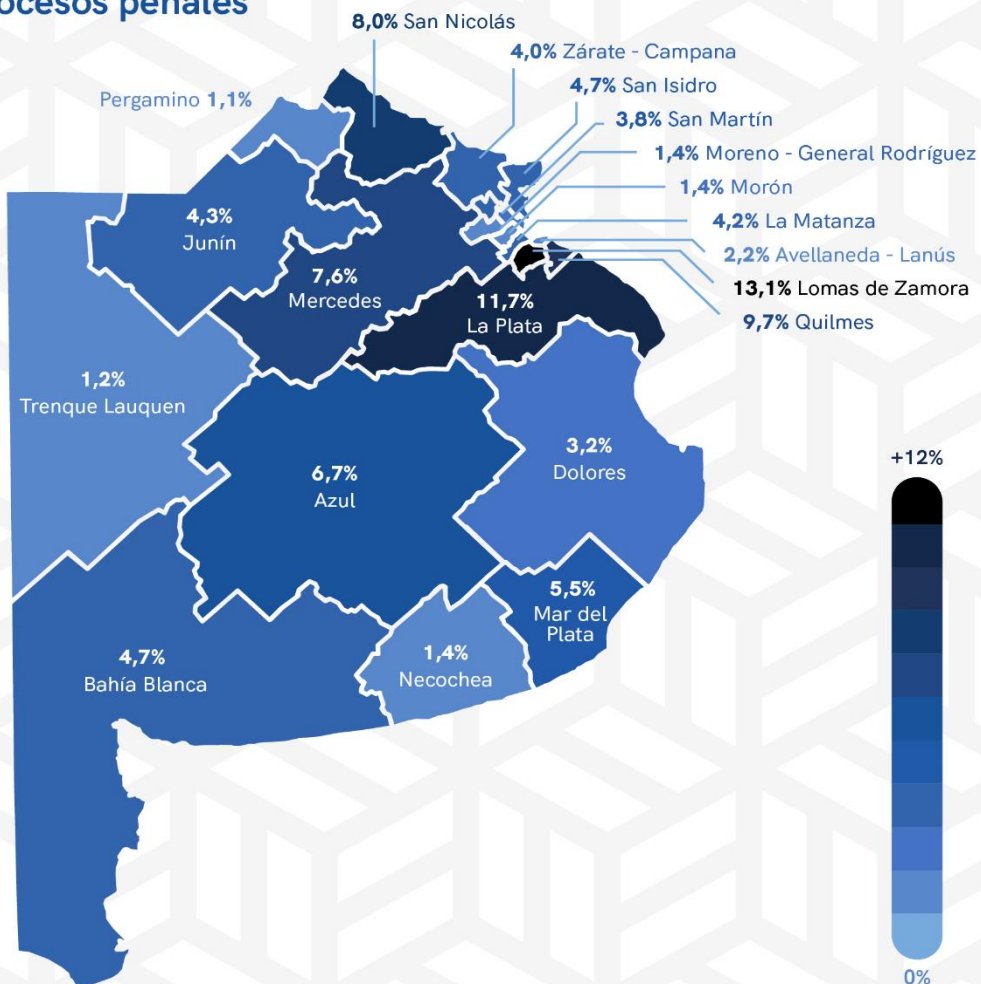 procesos penales
8,0% San Nicolás
4,0% Zárate - Campana
4,7% San Isidro
Pergamino 1,1%
3,8% San Martín
1,4% Moreno - General Rodríguez
1,4% Morón
4,2% La Matanza
2,2% Avellaneda - Lanús
13,1% Lomas de Zamora
9,7% Quilmes
4,3%
Junín
7,6%
Mercedes
11,7%
La Plata
1,2%
Trenque Lauquen
6,7%
Azul
3,2%
Dolores
5,5%
Mar del
Plata
4,7%
Bahía Blanca
1,4%
Necochea
+12%
0%